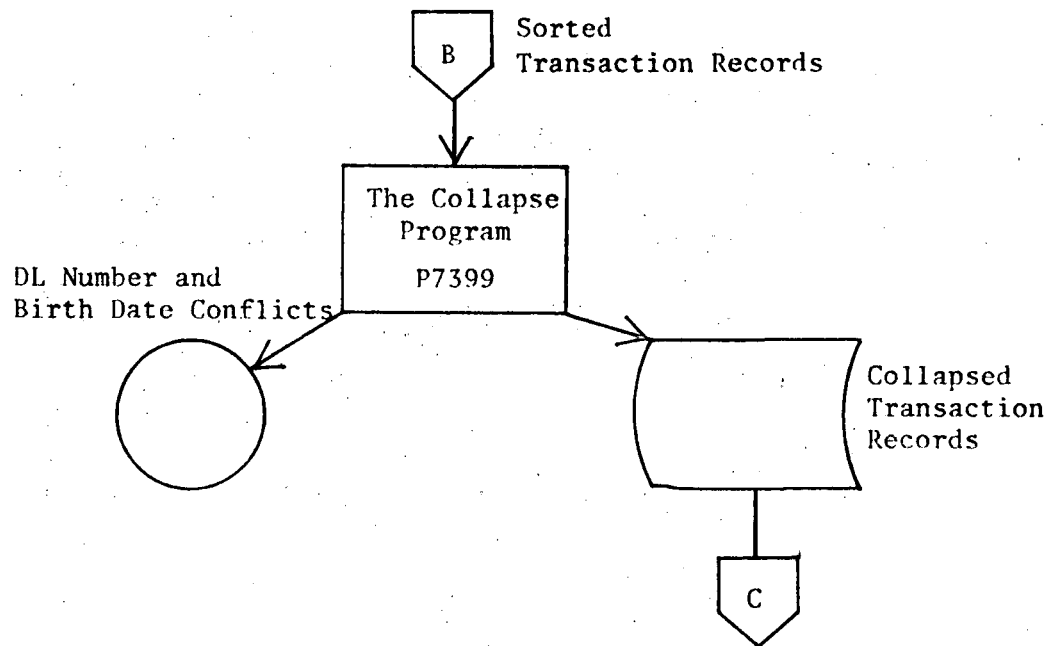 B
Sorted
Transaction Records
The Collapse
Program
P7399
DL Number and
Birth Date Conflicts
Collapsed
Transaction
Records
C